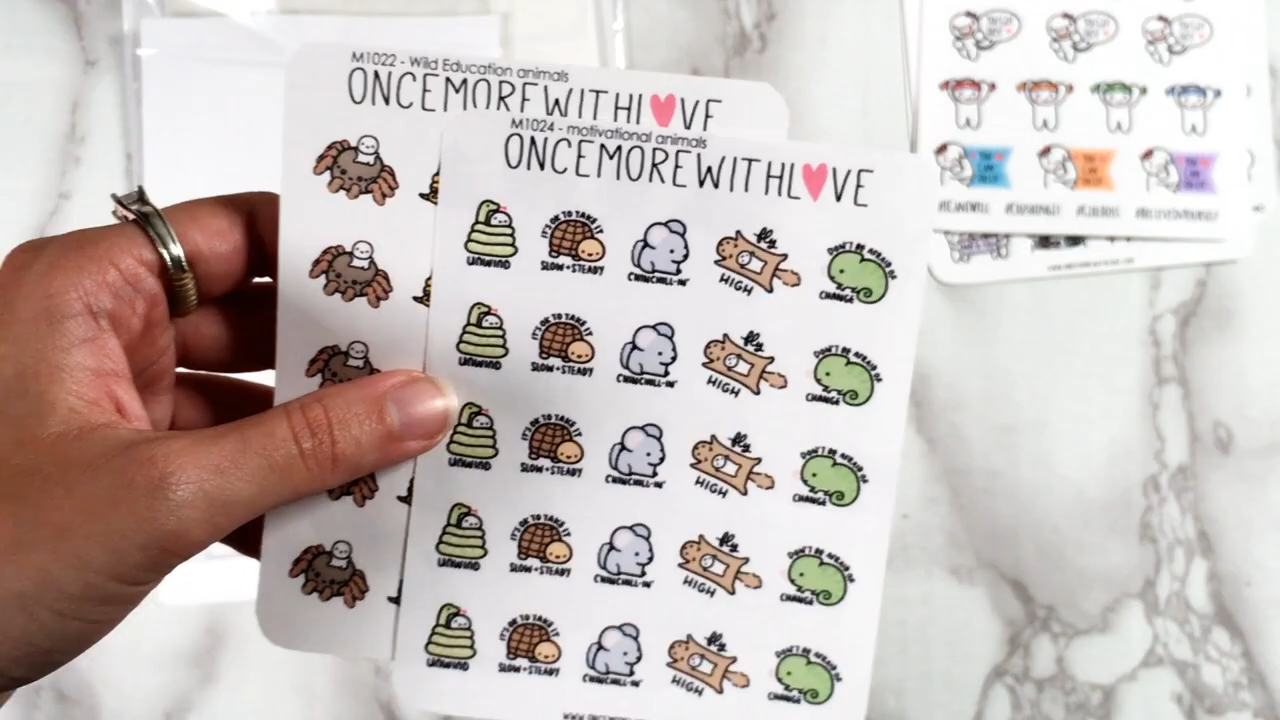 M1022 - Wild Education animals
ONCEMOREWITHL VE
M1024 - motivational animals
ONCEMOREWITHL VE
UNWIND
IT'S OK TO TAKE IT
SLOW + STEADY
CHINCHILL-IN'
fly
HIGH
DON'T BE AFRAID OF
CHANGE
UNWIND
IT'S OK TO TAKE IT
SLOW + STEADY
CHINCHILL-IN'
fly
HIGH
DON'T BE AFRAID OF
CHANGE
UNWIND
IT'S OK TO TAKE IT
SLOW + STEADY
CHINCHILL-IN'
fly
HIGH
DON'T BE AFRAID OF
CHANGE
UNWIND
IT'S OK TO TAKE IT
SLOW + STEADY
CHINCHILL-IN'
fly
HIGH
DON'T BE AFRAID OF
CHANGE
UNWIND
IT'S OK TO TAKE IT
SLOW + STEADY
CHINCHILL-IN'
fly
HIGH
DON'T BE AFRAID OF
CHANGE